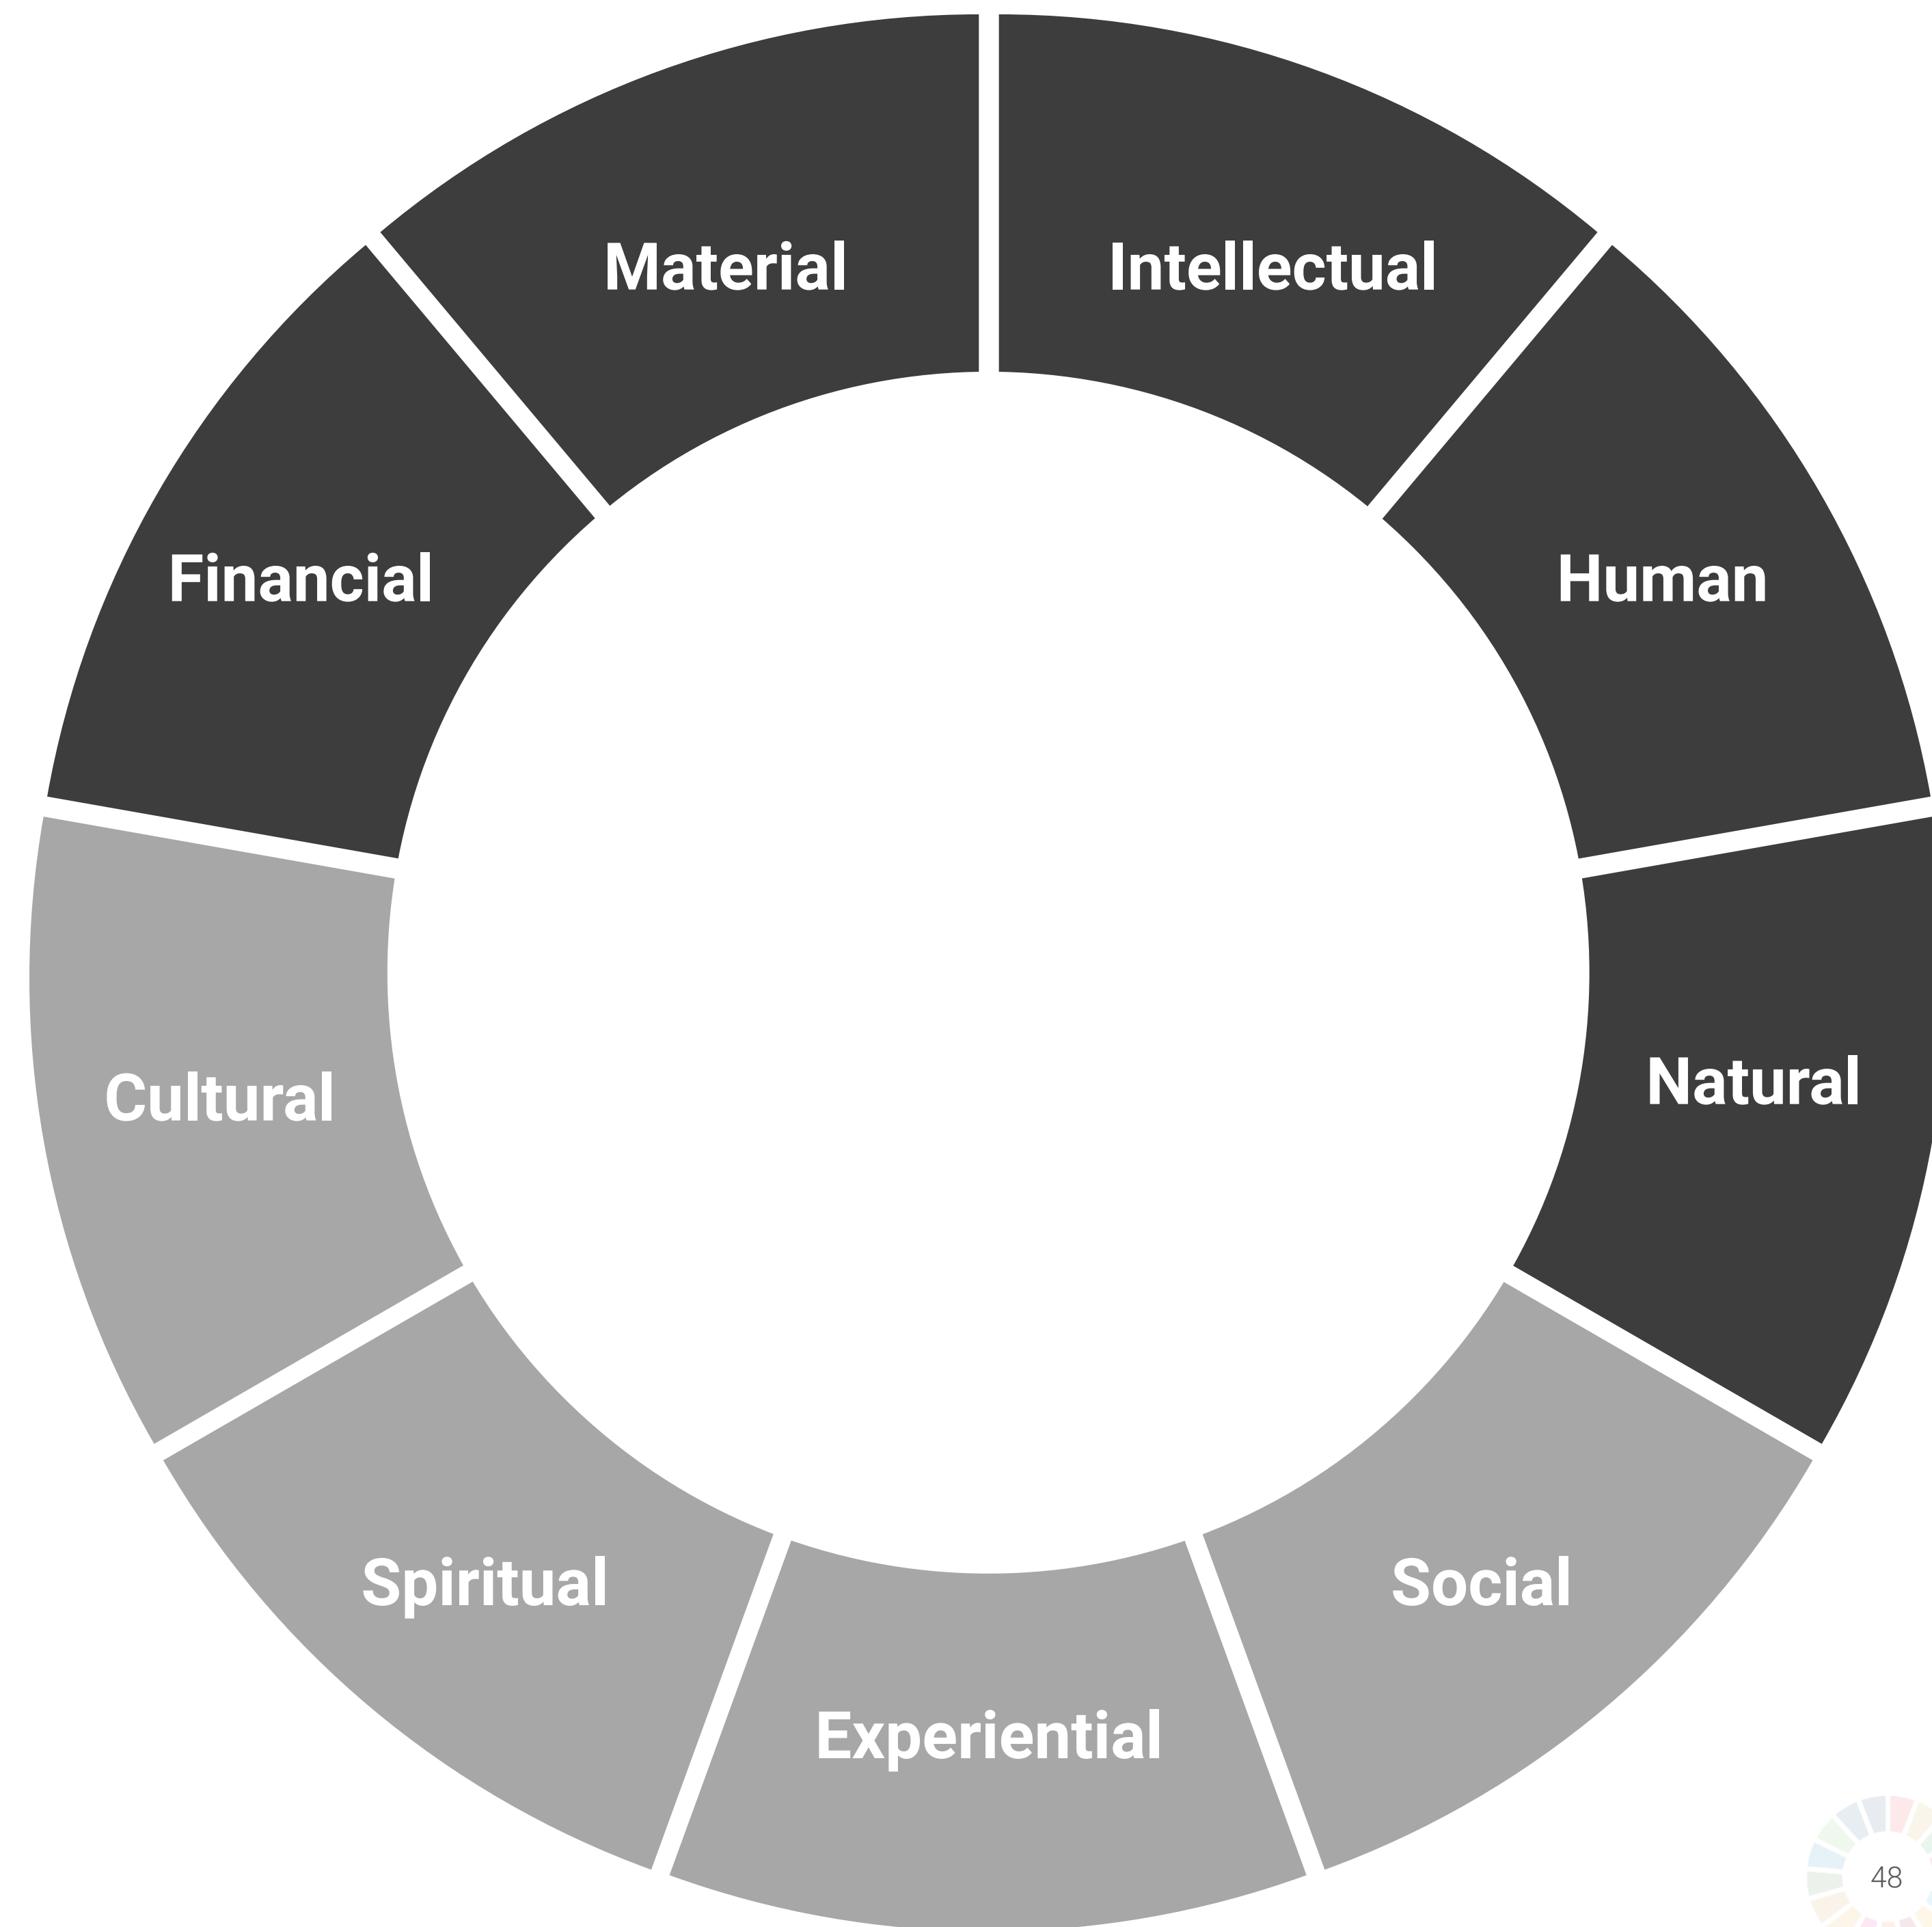 Material
Intellectual
Financial
Human
Cultural
Natural
Spiritual
Social
Experiential
48